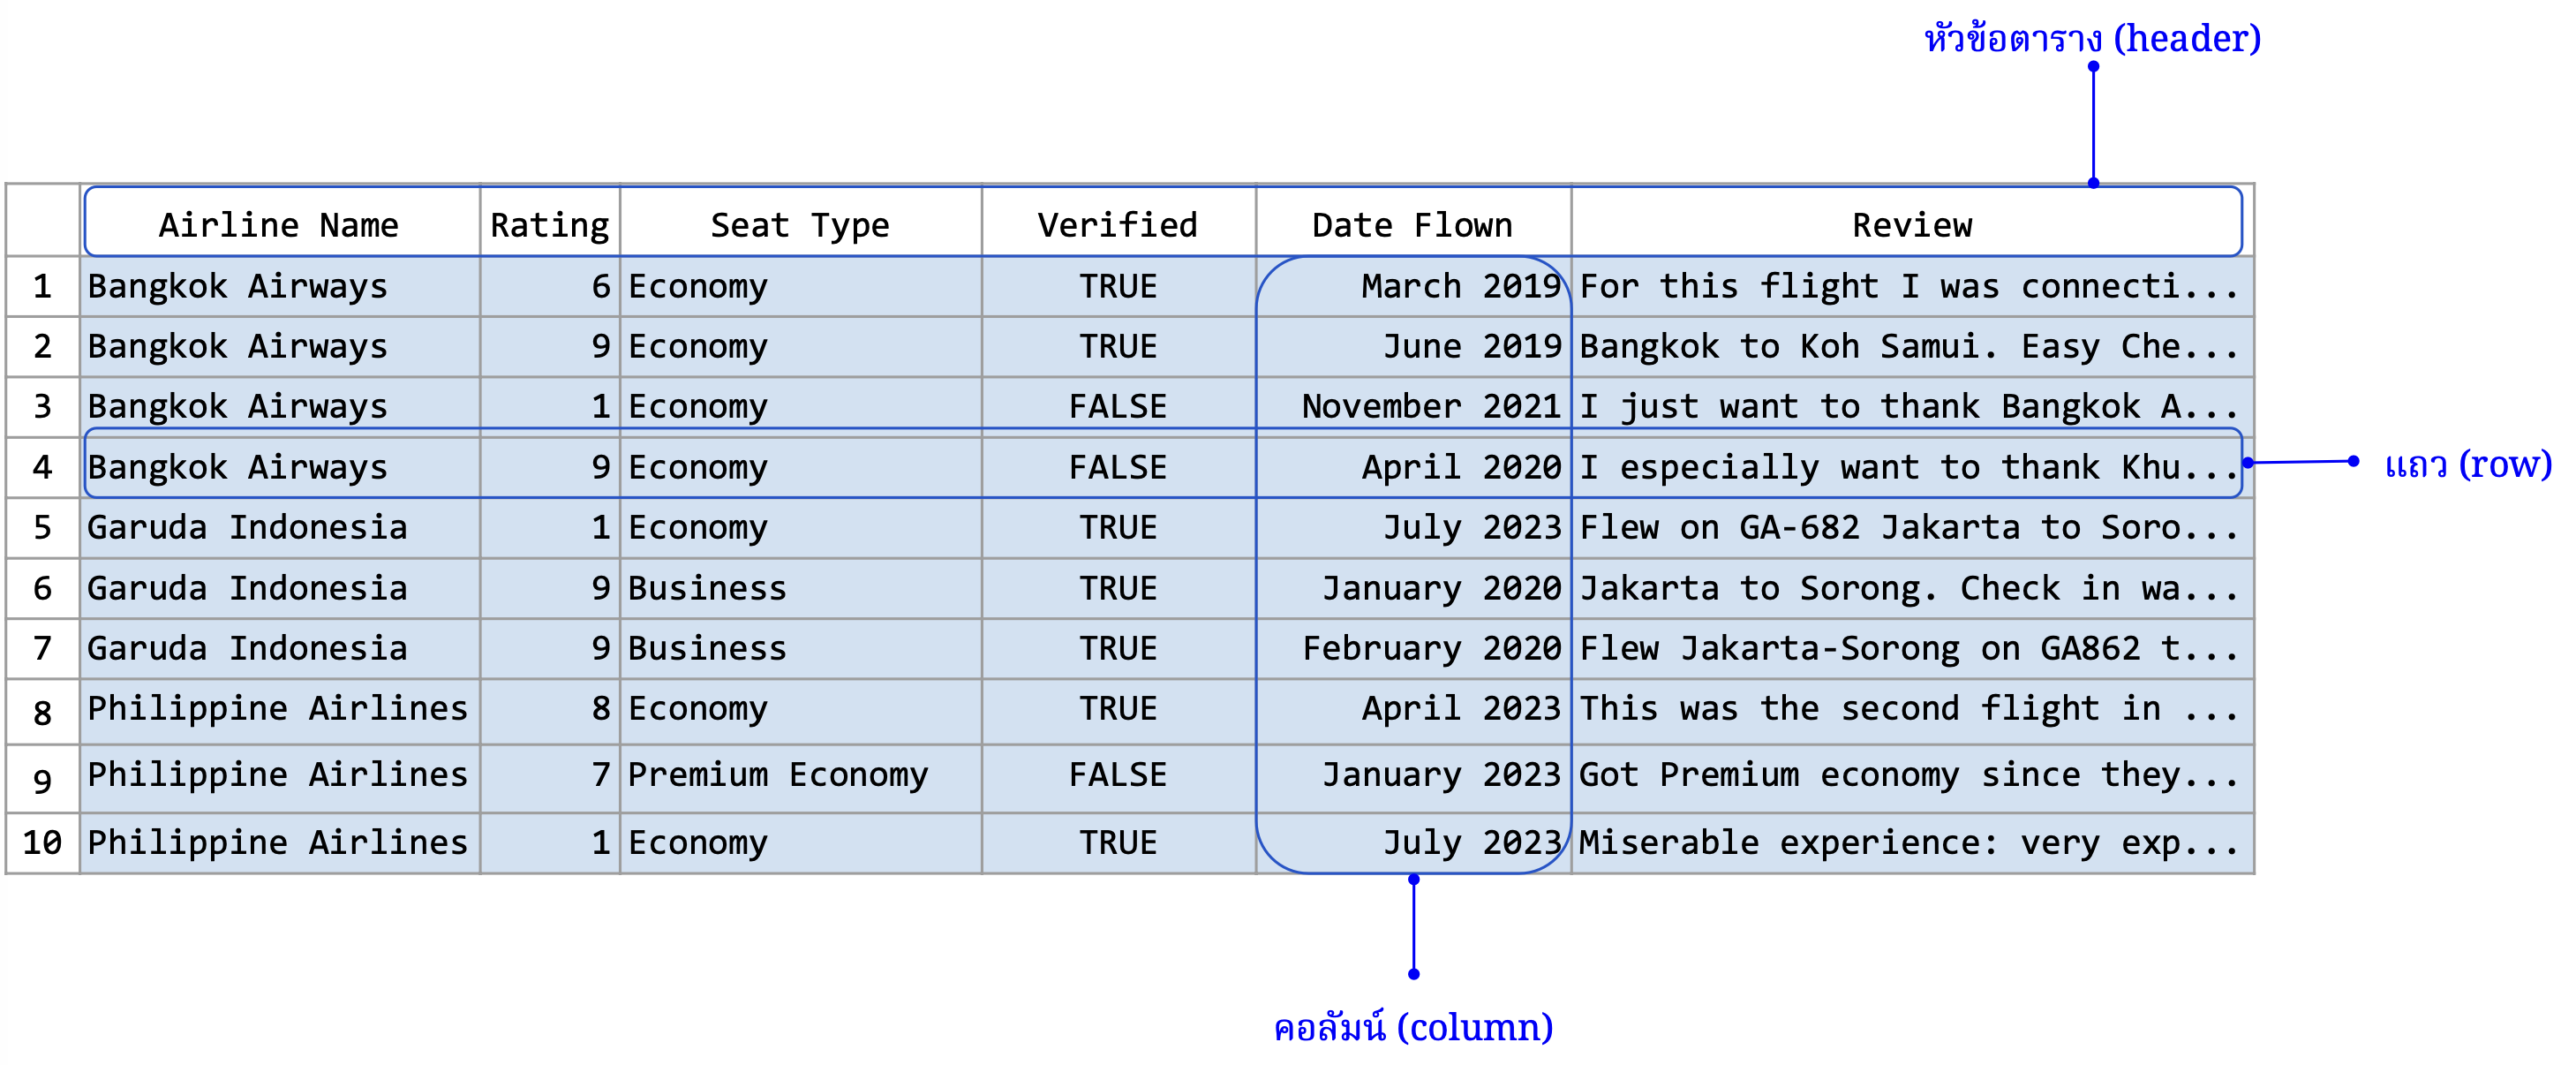 หัวข้อตาราง (header)
Airline Name Rating Seat Type Verified Date Flown Review
1 Bangkok Airways 6 Economy TRUE March 2019 For this flight I was connecti...
2 Bangkok Airways 9 Economy TRUE June 2019 Bangkok to Koh Samui. Easy Che...
3 Bangkok Airways 1 Economy FALSE November 2021 I just want to thank Bangkok A...
4 Bangkok Airways 9 Economy FALSE April 2020 I especially want to thank Khu... แถว (row)
5 Garuda Indonesia 1 Economy TRUE July 2023 Flew on GA-682 Jakarta to Soro...
6 Garuda Indonesia 9 Business TRUE January 2020 Jakarta to Sorong. Check in wa...
7 Garuda Indonesia 9 Business TRUE February 2020 Flew Jakarta-Sorong on GA862 t...
8 Philippine Airlines 8 Economy TRUE April 2023 This was the second flight in ...
9 Philippine Airlines 7 Premium Economy FALSE January 2023 Got Premium economy since they...
10 Philippine Airlines 1 Economy TRUE July 2023 Miserable experience: very exp...
คอลัมน์ (column)